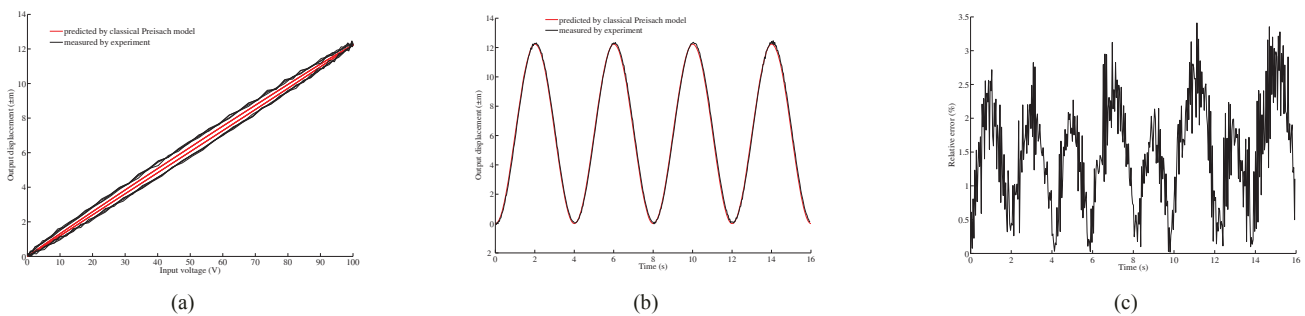 14
12
10
8
6
4
2
0
0 10 20 30 40 50 60 70 80 90 100
Output displacement (±m)
Input voltage (V)
predicted by classical Preisach model
measured by experiment
(a)
14
12
10
8
6
4
2
0
2
0 2 4 6 8 10 12 14 16
Output displacement (±m)
Time (s)
predicted by classical Preisach model
measured by experiment
(b)
3.5
3
2.5
2
1.5
1
0.5
0
0 2 4 6 8 10 12 14 16
Relative error (%)
Time (s)
(c)